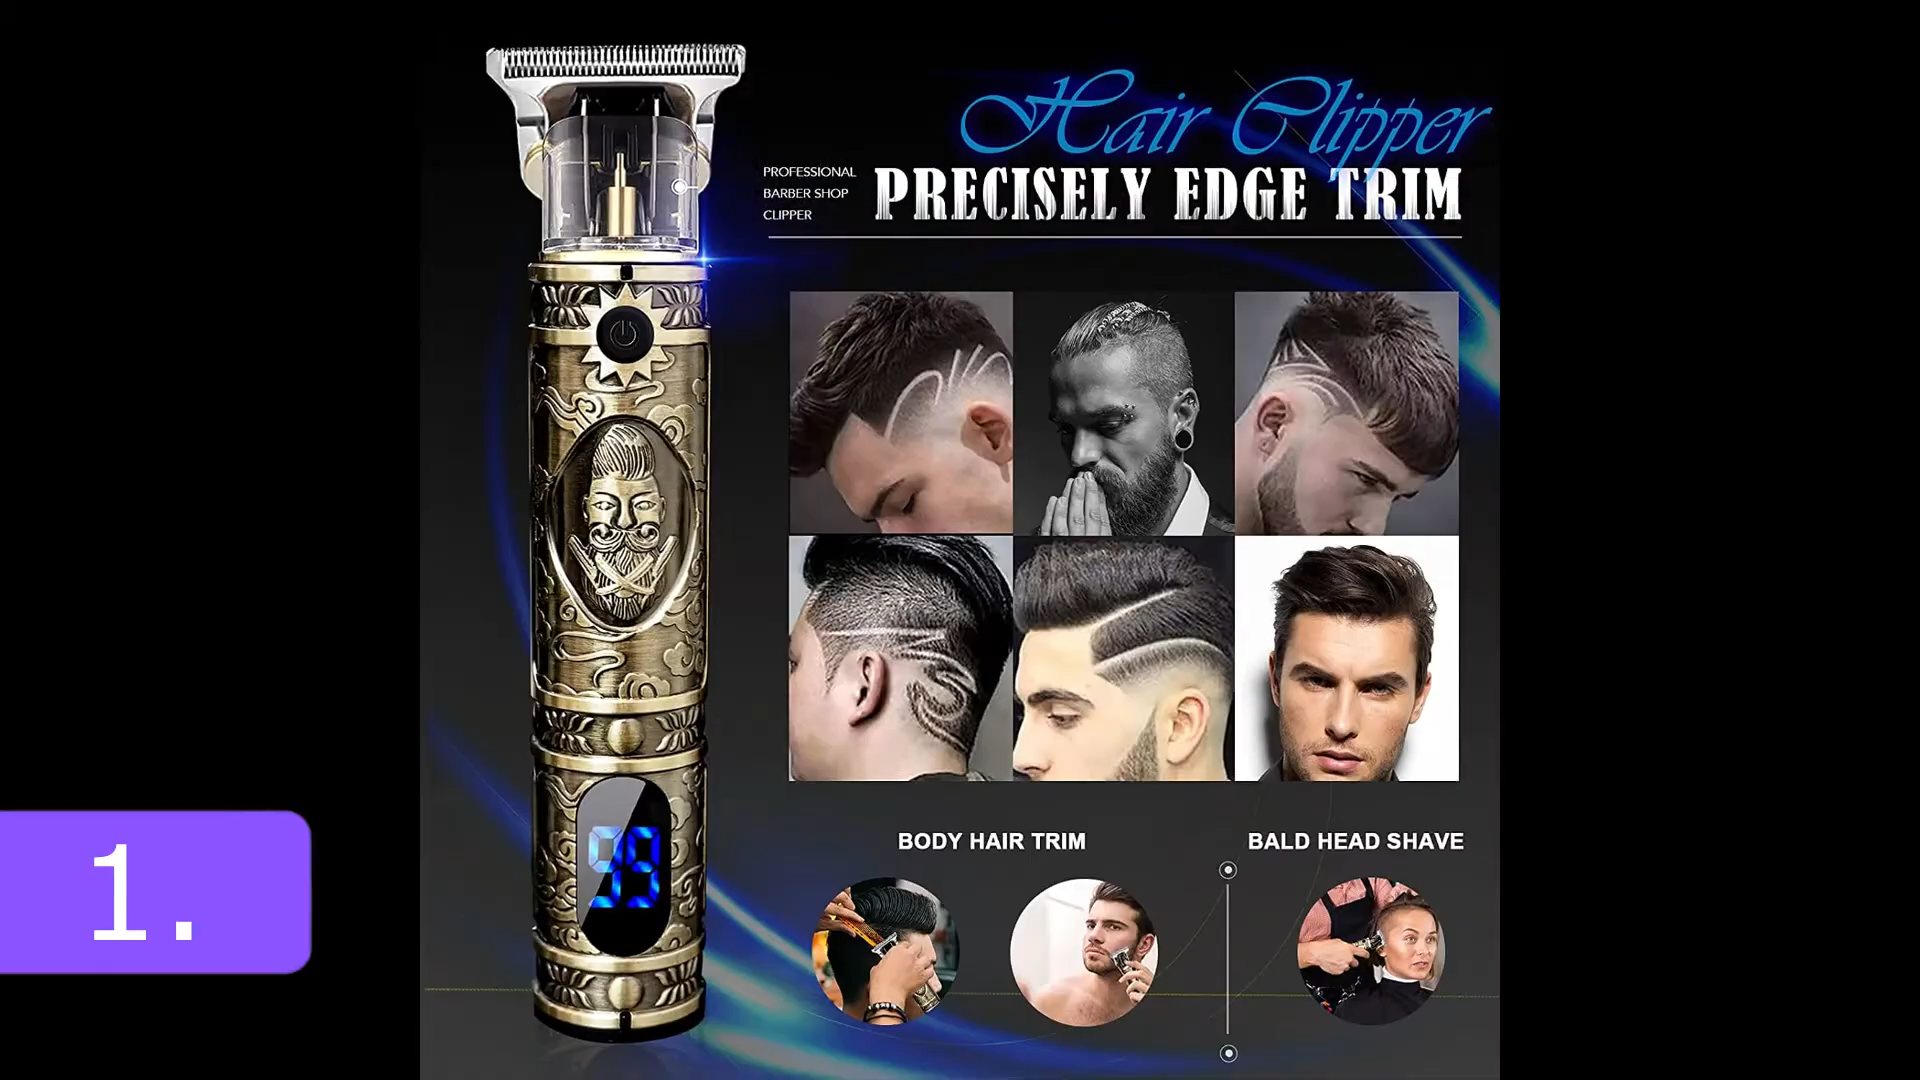 Hair Clipper
PROFESSIONAL
BARBER SHOP
CLIPPER
PRECISELY EDGE TRIM
99
BODY HAIR TRIM
BALD HEAD SHAVE
1.